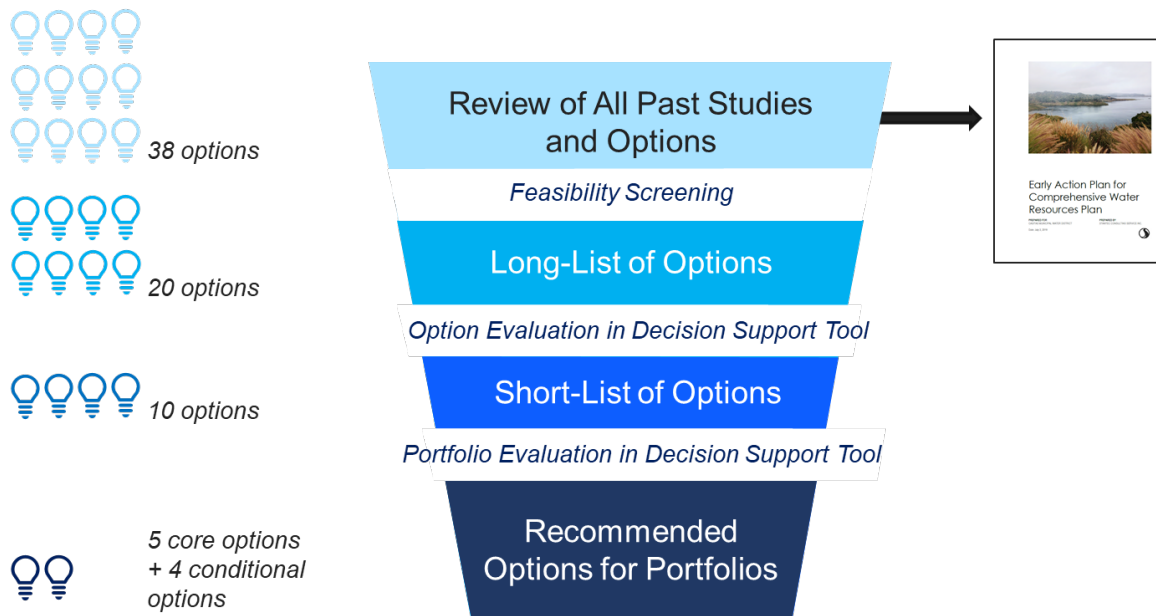 38 options
20 options
10 options
5 core options
+ 4 conditional
options
Review of All Past Studies
and Options
Feasibility Screening
Long-List of Options
Option Evaluation in Decision Support Tool
Short-List of Options
Portfolio Evaluation in Decision Support Tool
Recommended
Options for Portfolios
Early Action Plan for
Comprehensive Water
Resources Plan